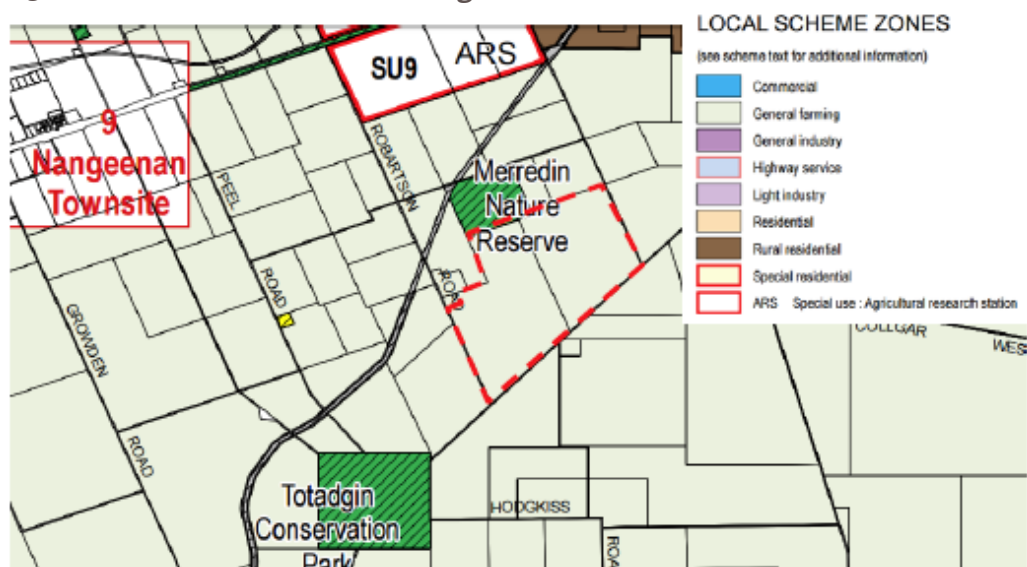 LOCAL SCHEME ZONES
(see scheme text for additional information)
Commercial
General farming
General industry
Highway service
Light industry
Residential
Rural residential
Special residential
ARS Special use : Agricultural research station
SU9
ARS
9
Nangeenan
Townsite
PEEL
ROAD
ROBARTSON
ROAD
Merredin
Nature
Reserve
GROWDEN
ROAD
COLLGAR
WES
Totadgin
Conservation
Park
HODGKISS
ROA